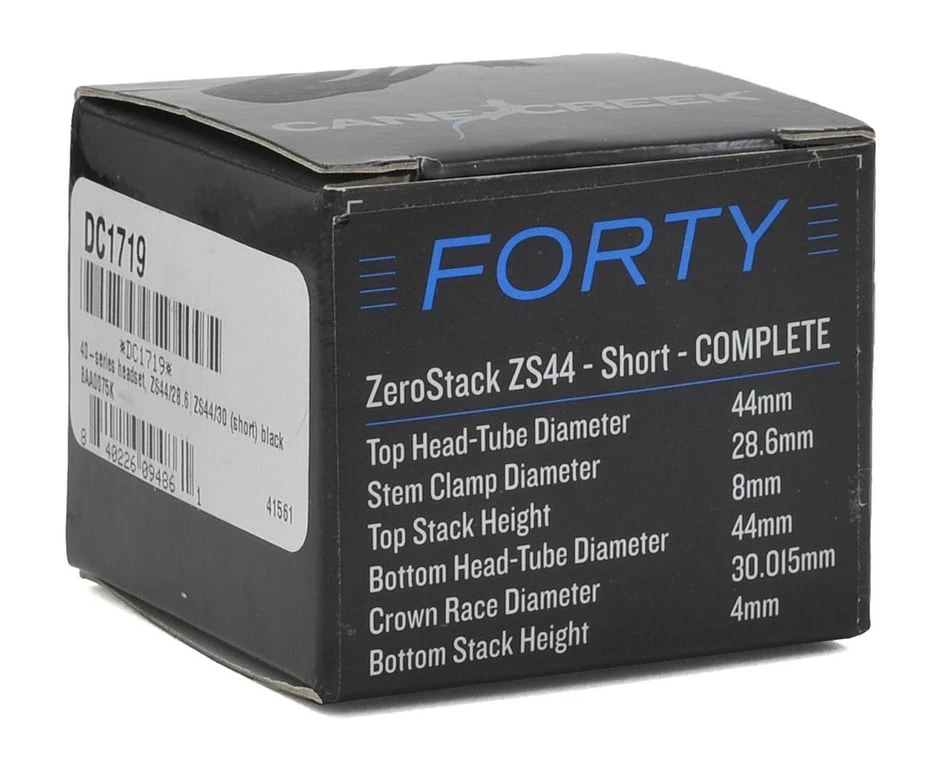 CANE CREEK
DC1719
*DC1719*
40-series headset, ZS44/28.6 ZS44/30 (short) black
BAA0075K
8 40226 09486 1
41561
FORTY
ZeroStack ZS44 - Short - COMPLETE
Top Head-Tube Diameter 44mm
Stem Clamp Diameter 28.6mm
Top Stack Height 8mm
Bottom Head-Tube Diameter 44mm
Crown Race Diameter 30.015mm
Bottom Stack Height 4mm